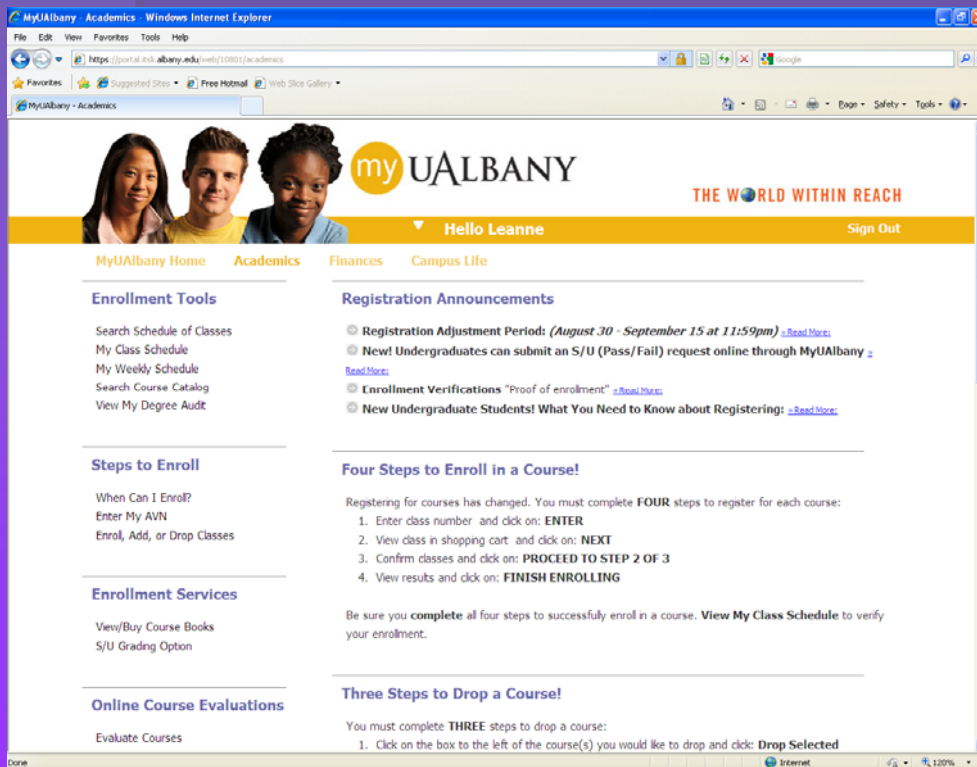 MyUAlbany - Academics - Windows Internet Explorer
File Edit View Favorites Tools Help
https://portal.itsli.albany.edu/web/10801/academics
Google
Favorites Suggested Sites Free Hotmail Web Slice Gallery
MyUAlbany - Academics
Page Safety Tools
my UALBANY
THE WORLD WITHIN REACH
Hello Leanne
Sign Out
MyUAlbany Home Academics Finances Campus Life
Enrollment Tools
Search Schedule of Classes
My Class Schedule
My Weekly Schedule
Search Course Catalog
View My Degree Audit
Steps to Enroll
When Can I Enroll?
Enter My AVN
Enroll, Add, or Drop Classes
Enrollment Services
View/Buy Course Books
S/U Grading Option
Online Course Evaluations
Evaluate Courses
Registration Announcements
Registration Adjustment Period: (August 30 - September 15 at 11:59pm) »Read More:
New! Undergraduates can submit an S/U (Pass/Fail) request online through MyUAlbany »
Read More:
Enrollment Verifications "Proof of enrollment" »Read More:
New Undergraduate Students! What You Need to Know about Registering: »Read More:
Four Steps to Enroll in a Course!
Registering for courses has changed. You must complete FOUR steps to register for each course:
1. Enter class number and click on: ENTER
2. View class in shopping cart and click on: NEXT
3. Confirm classes and click on: PROCEED TO STEP 2 OF 3
4. View results and click on: FINISH ENROLLING
Be sure you complete all four steps to successfully enroll in a course. View My Class Schedule to verify
your enrollment.
Three Steps to Drop a Course!
You must complete THREE steps to drop a course:
1. Click on the box to the left of the course(s) you would like to drop and click: Drop Selected
Done
Internet
120%